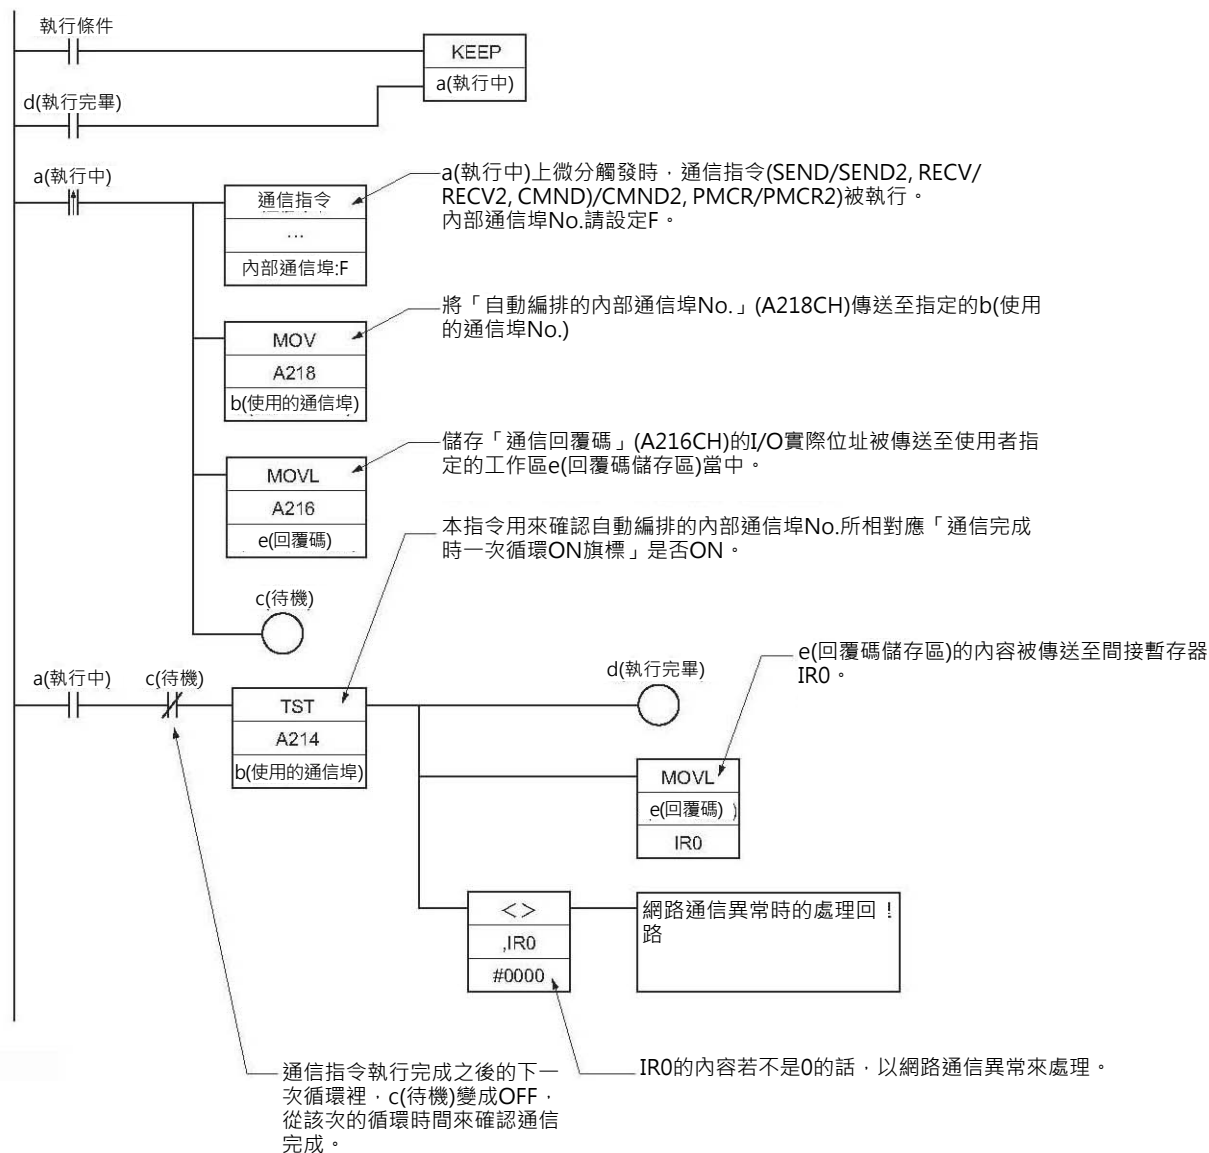 執行條件
KEEP
a(執行中)
d(執行完畢)
a(執行中)
通信指令
...
內部通信埠:F
a(執行中)上微分觸發時，通信指令(SEND/SEND2, RECV/
RECV2, CMND)/CMND2, PMCR/PMCR2)被執行。
內部通信埠No.請設定F。
MOV
A218
b(使用的通信埠)
將「自動編排的內部通信埠No.」(A218CH)傳送至指定的b(使用
的通信埠No.)
MOVL
A216
e(回覆碼)
儲存「通信回覆碼」(A216CH)的I/O實際位址被傳送至使用者指
定的工作區e(回覆碼儲存區)當中。
本指令用來確認自動編排的內部通信埠No.所相對應「通信完成
時一次循環ON旗標」是否ON。
c(待機)
a(執行中)
c(待機)
TST
A214
b(使用的通信埠)
d(執行完畢)
e(回覆碼儲存區)的內容被傳送至間接暫存器
IR0。
MOVL
e(回覆碼)
IR0
<>
,IR0
#0000
網路通信異常時的處理回
路
通信指令執行完成之後的下一
次循環裡，c(待機)變成OFF，
從該次的循環時間來確認通信
完成。
IR0的內容若不是0的話，以網路通信異常來處理。